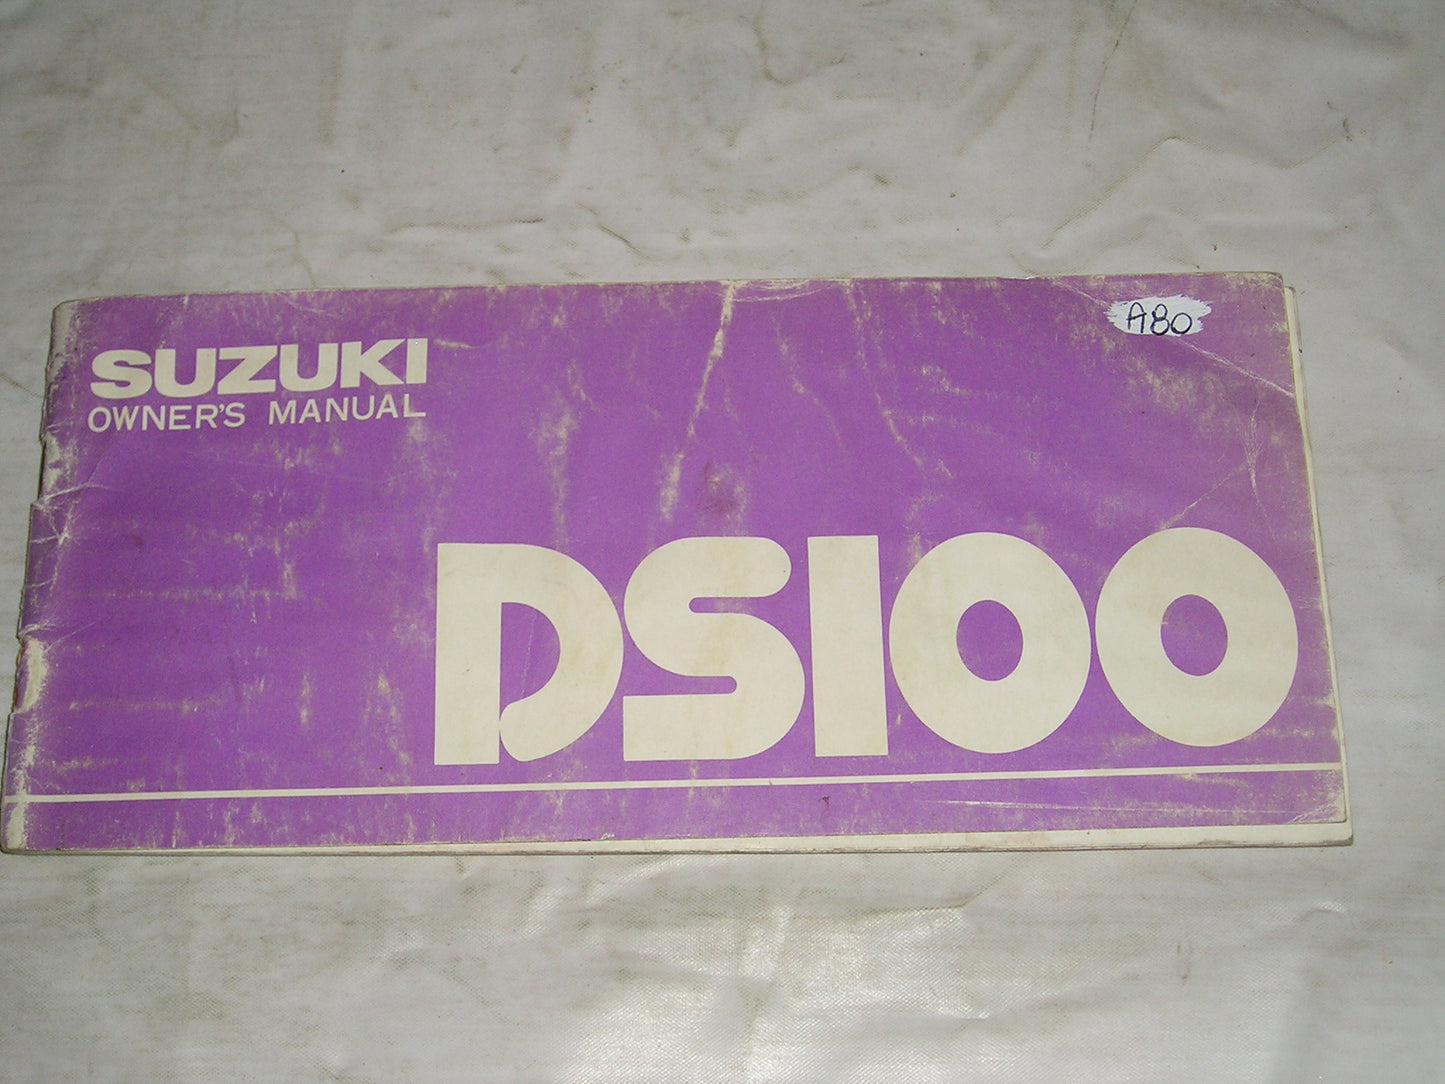 A80
SUZUKI
OWNER'S MANUAL
DS100